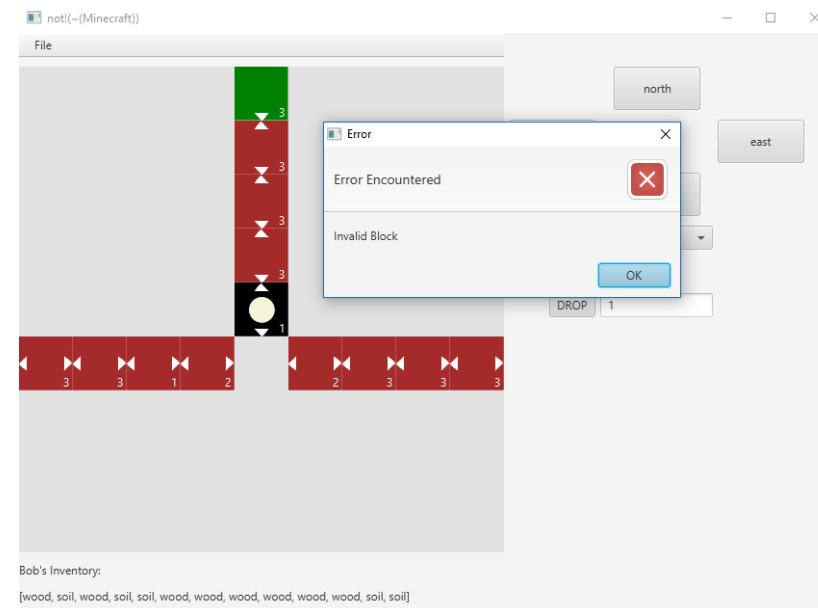 not!(~(Minecraft))
File
north
3
Error
east
3
Error Encountered
3
Invalid Block
3
OK
DROP 1
1
3 3 1 2 2 3 3 3
Bob's Inventory:
[wood, soil, wood, soil, soil, wood, wood, wood, wood, wood, wood, soil, soil]